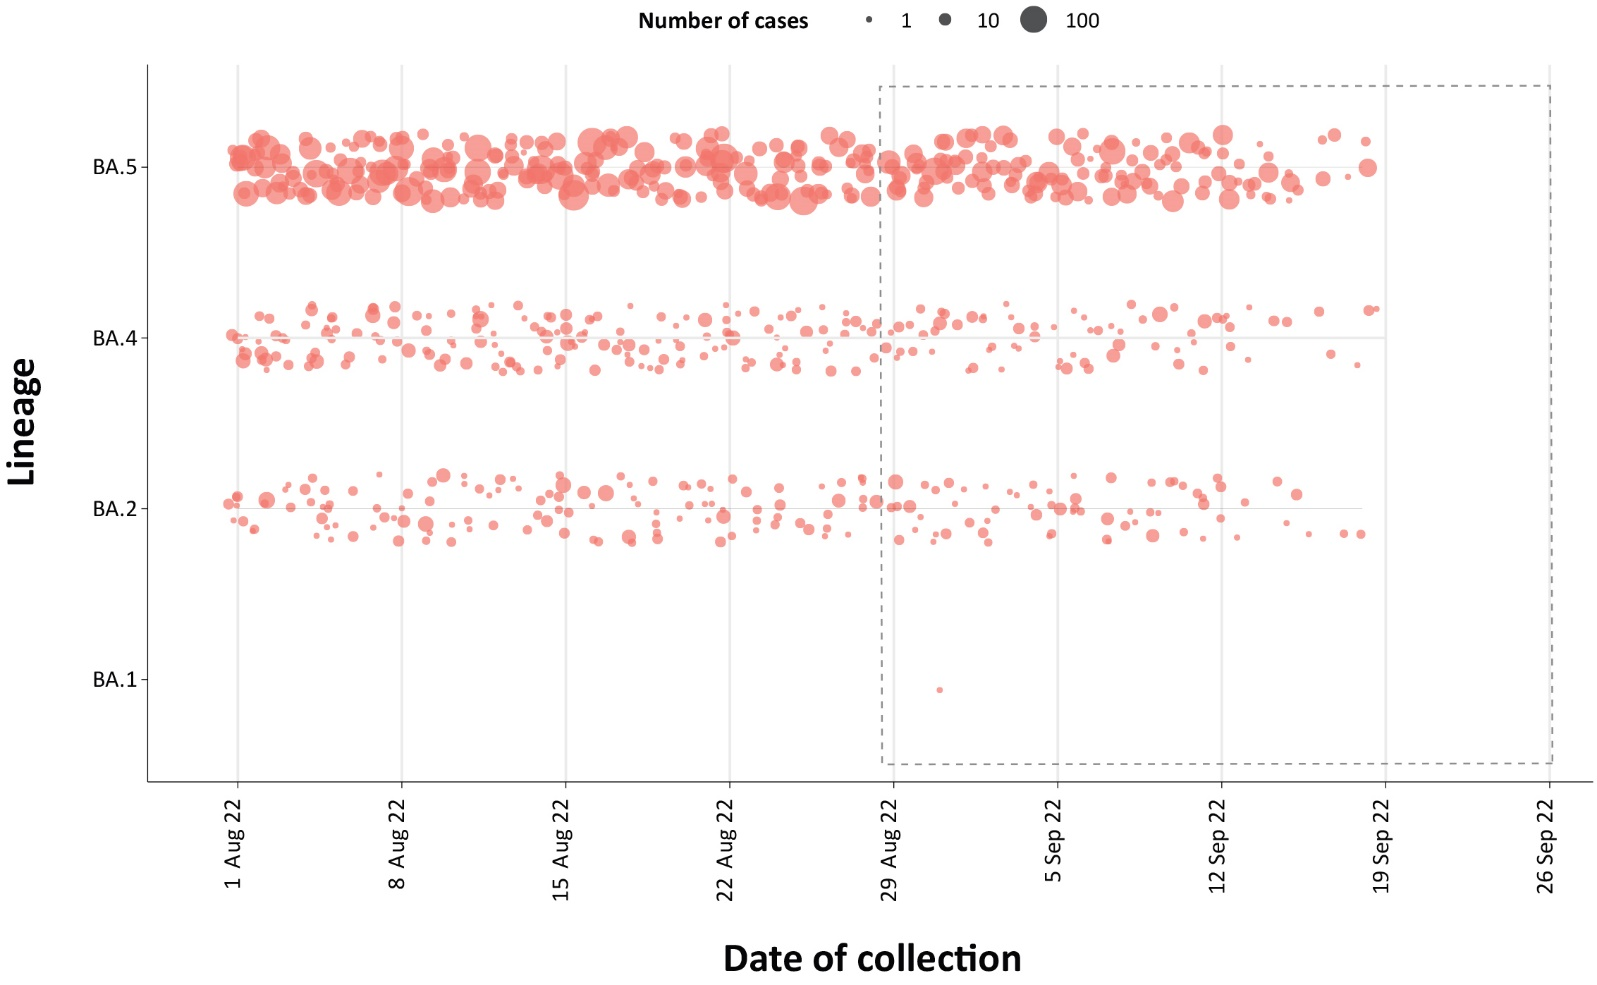 Number of cases 1 10 100
BA.5
BA.4
BA.2
BA.1
Lineage
1 Aug 22
8 Aug 22
15 Aug 22
22 Aug 22
29 Aug 22
5 Sep 22
12 Sep 22
19 Sep 22
26 Sep 22
Date of collection